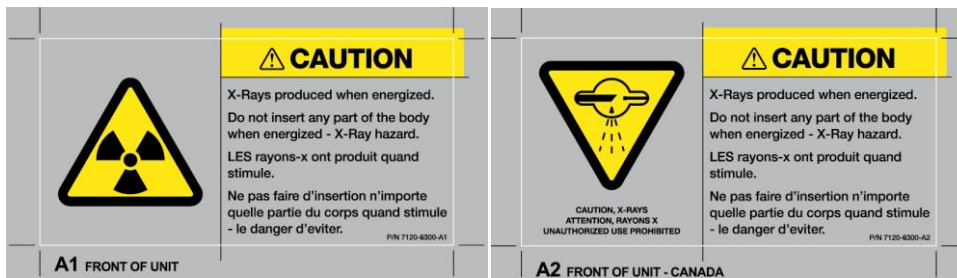 CAUTION
X-Rays produced when energized.
Do not insert any part of the body
when energized - X-Ray hazard.
LES rayons-x ont produit quand
stimule.
Ne pas faire d'insertion n'importe
quelle partie du corps quand stimule
- le danger d'eviter.
P/N 7120-6300-A1
A1 FRONT OF UNIT
CAUTION
X-Rays produced when energized.
Do not insert any part of the body
when energized - X-Ray hazard.
LES rayons-x ont produit quand
stimule.
Ne pas faire d'insertion n'importe
quelle partie du corps quand stimule
- le danger d'eviter.
CAUTION, X-RAYS
ATTENTION, RAYONS X
UNAUTHORIZED USE PROHIBITED
P/N 7120-6300-A2
A2 FRONT OF UNIT - CANADA